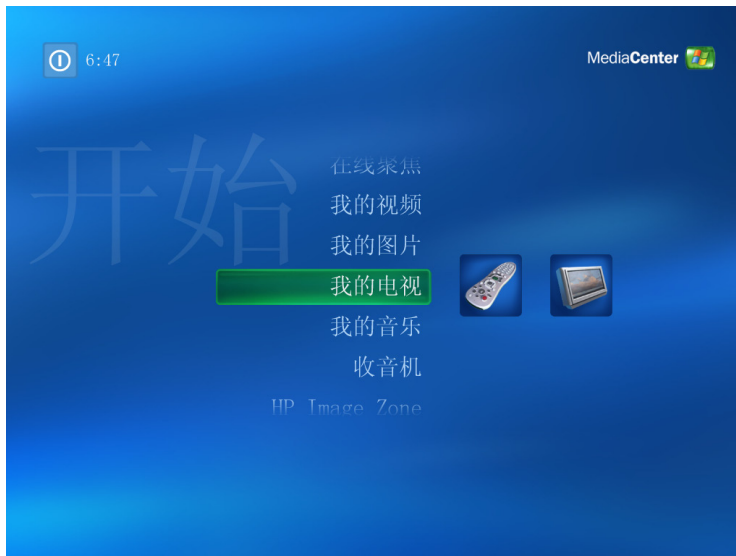 6:47
MediaCenter
开始
在线聚焦
我的视频
我的图片
我的电视
我的音乐
收音机
HP Image Zone